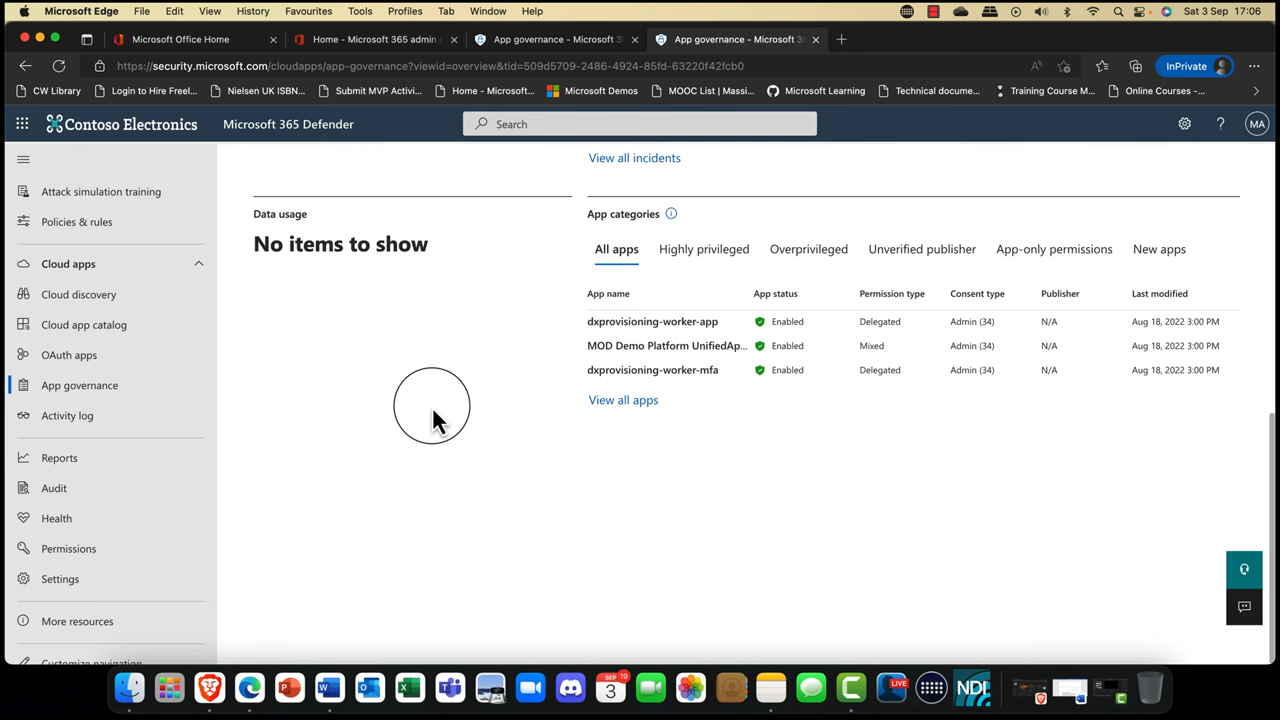 Microsoft Edge File Edit View History Favourites Tools Profiles Tab Window Help Sat 3 Sep 17:06
Microsoft Office Home Home - Microsoft 365 admin c App governance - Microsoft 3 App governance - Microsoft 3
https://security.microsoft.com/cloudapps/app-governance?viewid=overview&tid=509d5709-2486-4924-85fd-63220f42fcb0 InPrivate
CW Library Login to Hire Freel... Nielsen UK ISBN... Submit MVP Activi... Home - Microsoft... Microsoft Demos MOOC List | Massi... Microsoft Learning Technical docume... Training Course M... Online Courses -...
Contoso Electronics Microsoft 365 Defender Search MA
View all incidents
Attack simulation training
Policies & rules
Cloud apps
Cloud discovery
Cloud app catalog
OAuth apps
App governance
Activity log
Reports
Audit
Health
Permissions
Settings
More resources
Customize navigation
Data usage
No items to show
App categories
All apps Highly privileged Overprivileged Unverified publisher App-only permissions New apps
App name App status Permission type Consent type Publisher Last modified
dxprovisioning-worker-app Enabled Delegated Admin (34) N/A Aug 18, 2022 3:00 PM
MOD Demo Platform UnifiedAp... Enabled Mixed Admin (34) N/A Aug 18, 2022 3:00 PM
dxprovisioning-worker-mfa Enabled Delegated Admin (34) N/A Aug 18, 2022 3:00 PM
View all apps
SEP 19
3
LIVE
NDI